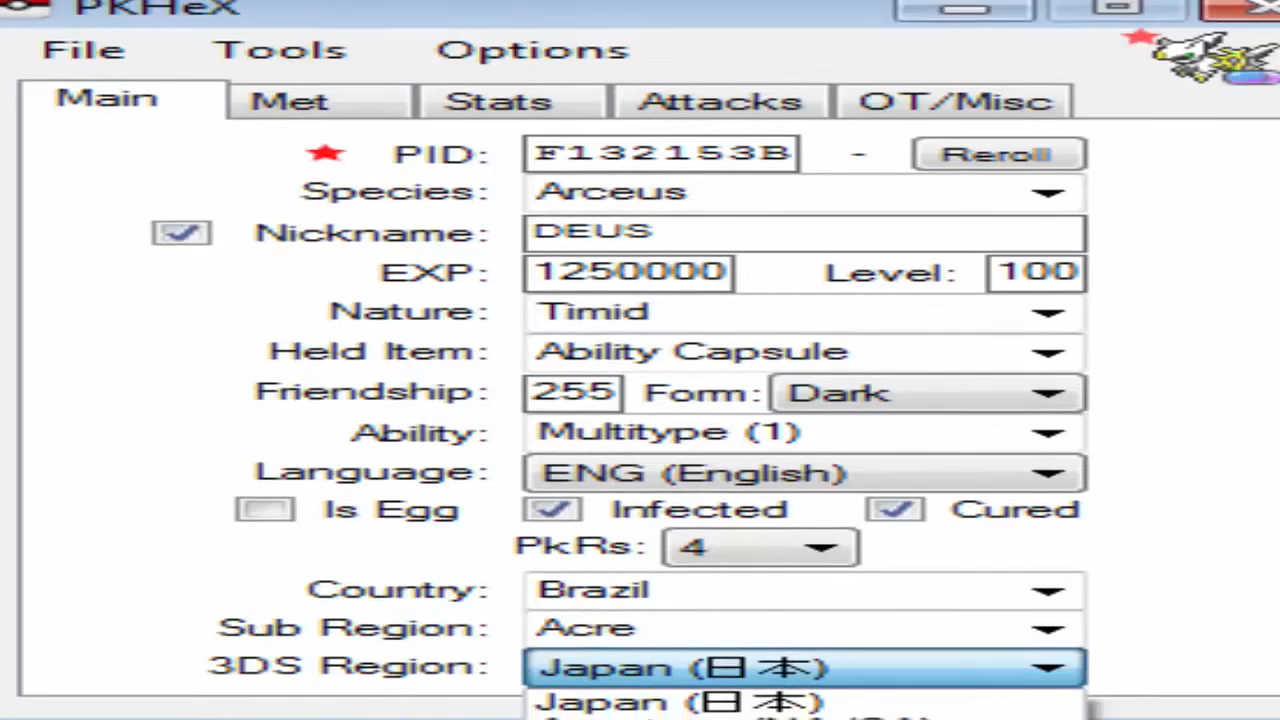 PKHeX
File Tools Options
Main Met Stats Attacks OT/Misc
PID: F132153B - Reroll
Species: Arceus
Nickname: DEUS
EXP: 1250000 Level: 100
Nature: Timid
Held Item: Ability Capsule
Friendship: 255 Form: Dark
Ability: Multitype (1)
Language: ENG (English)
Is Egg Infected Cured
PkRs: 4
Country: Brazil
Sub Region: Acre
3DS Region: Japan (日本)
Japan (日本)